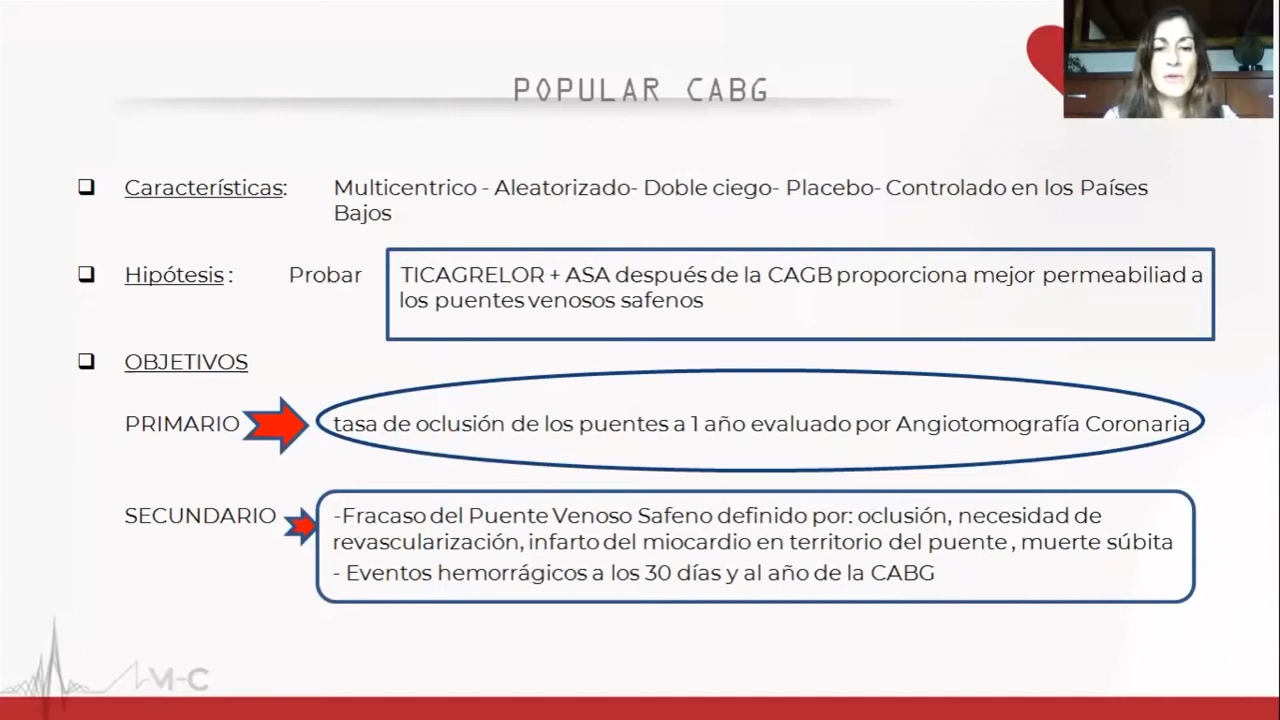 POPULAR CABG
Características: Multicentrico - Aleatorizado- Doble ciego- Placebo- Controlado en los Países
Bajos
Hipótesis : Probar TICAGRELOR + ASA después de la CAGB proporciona mejor permeabiliad a
los puentes venosos safenos
OBJETIVOS
PRIMARIO tasa de oclusión de los puentes a 1 año evaluado por Angiotomografía Coronaria
SECUNDARIO -Fracaso del Puente Venoso Safeno definido por: oclusión, necesidad de
revascularización, infarto del miocardio en territorio del puente , muerte súbita
- Eventos hemorrágicos a los 30 días y al año de la CABG
M-C